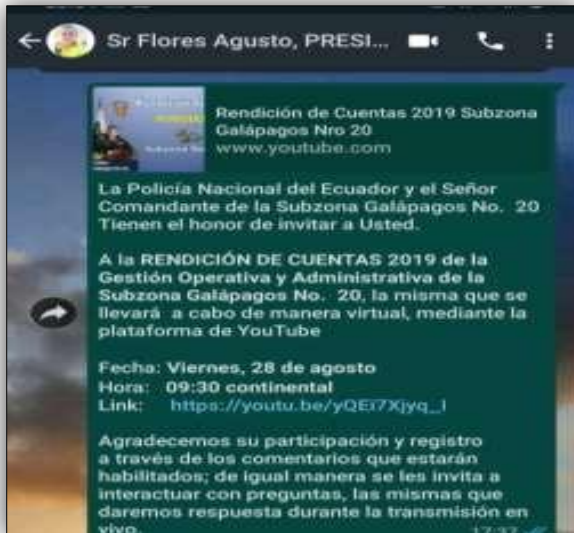 Sr Flores Agusto, PRESI...
Rendición de Cuentas 2019 Subzona
Galápagos Nro 20
www.youtube.com
La Policía Nacional del Ecuador y el Señor
Comandante de la Subzona Galápagos No. 20
Tienen el honor de invitar a Usted.
A la RENDICIÓN DE CUENTAS 2019 de la
Gestión Operativa y Administrativa de la
Subzona Galápagos No. 20, la misma que se
llevará a cabo de manera virtual, mediante la
plataforma de YouTube
Fecha: Viernes, 28 de agosto
Hora: 09:30 continental
Link: https://youtu.be/yQEi7Xjyq_I
Agradecemos su participación y registro
a través de los comentarios que estarán
habilitados; de igual manera se les invita a
interactuar con preguntas, las mismas que
daremos respuesta durante la transmisión en
vivo.
17:37